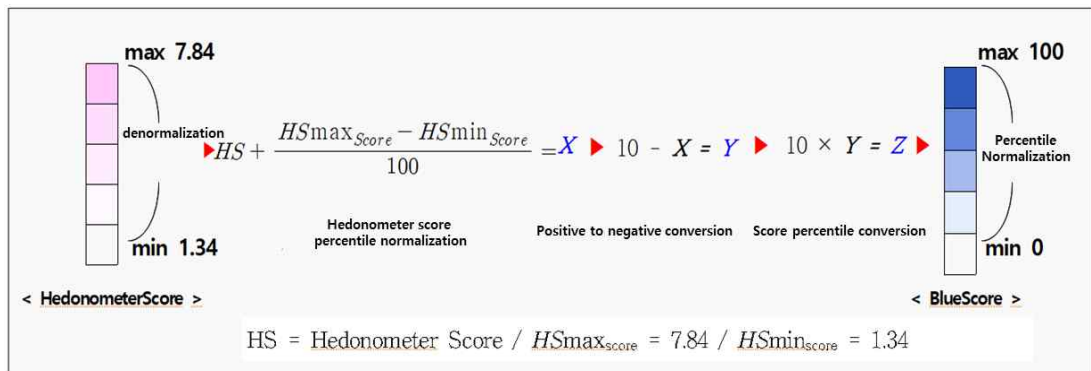 max 7.84
denormalization
min 1.34
< HedonometerScore >
HS + (HSmax_Score − HSmin_Score) / 100 = X
Hedonometer score
percentile normalization
10 - X = Y
Positive to negative conversion
10 × Y = Z
Score percentile conversion
max 100
Percentile
Normalization
min 0
< BlueScore >
HS = Hedonometer Score / HSmax_score = 7.84 / HSmin_score = 1.34